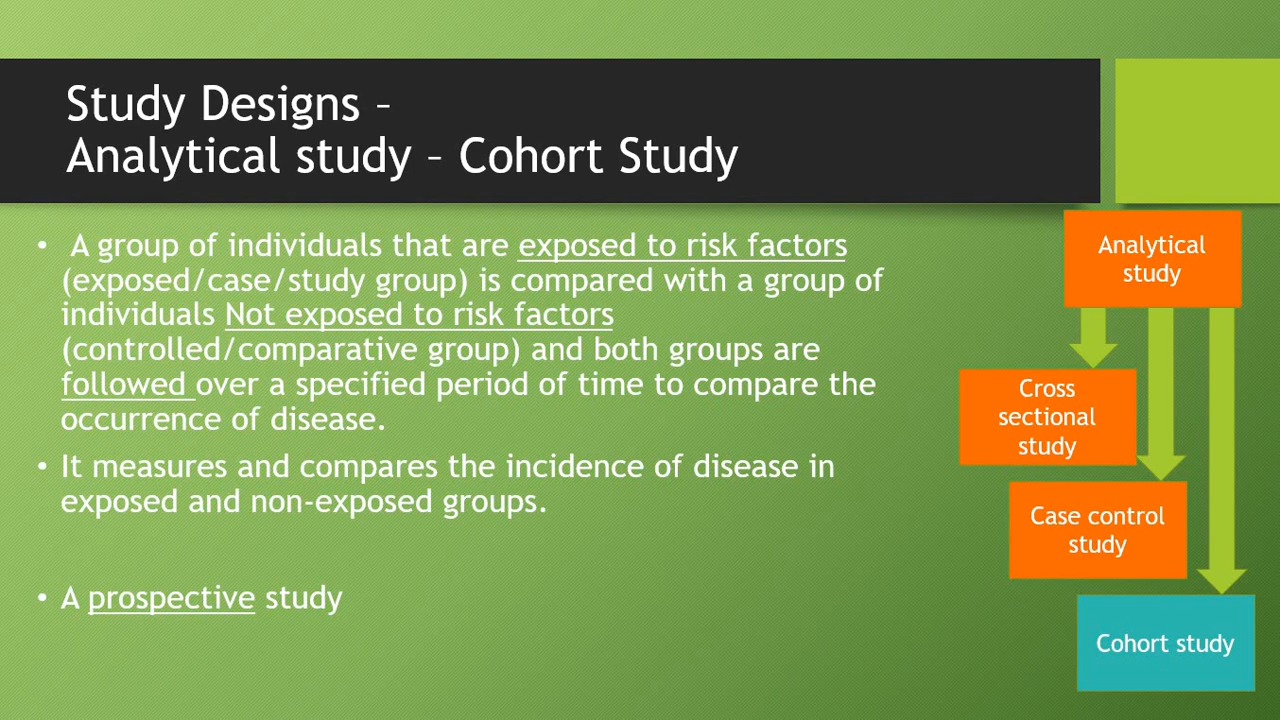 Study Designs –
Analytical study – Cohort Study
• A group of individuals that are exposed to risk factors
(exposed/case/study group) is compared with a group of
individuals Not exposed to risk factors
(controlled/comparative group) and both groups are
followed over a specified period of time to compare the
occurrence of disease.
• It measures and compares the incidence of disease in
exposed and non-exposed groups.
• A prospective study
Analytical
study
Cross
sectional
study
Case control
study
Cohort study